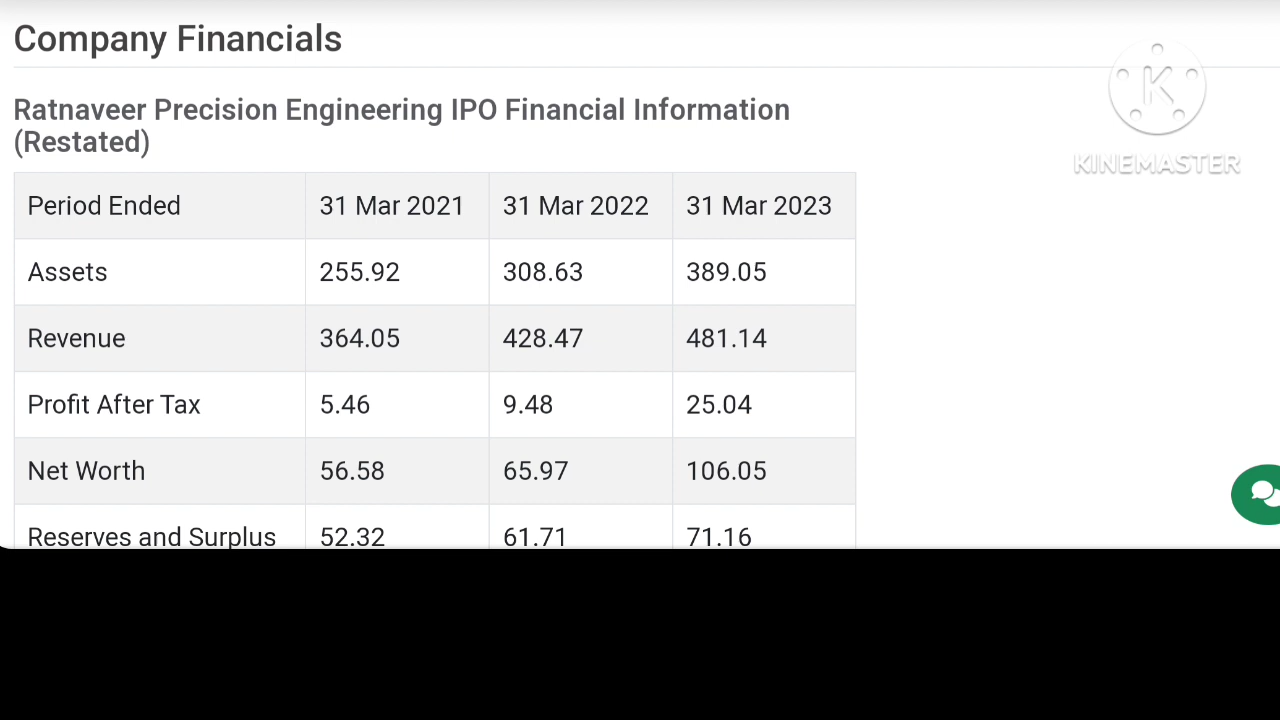 Company Financials
Ratnaveer Precision Engineering IPO Financial Information
(Restated)
Period Ended 31 Mar 2021 31 Mar 2022 31 Mar 2023
Assets 255.92 308.63 389.05
Revenue 364.05 428.47 481.14
Profit After Tax 5.46 9.48 25.04
Net Worth 56.58 65.97 106.05
Reserves and Surplus 52.32 61.71 71.16
K
KINEMASTER